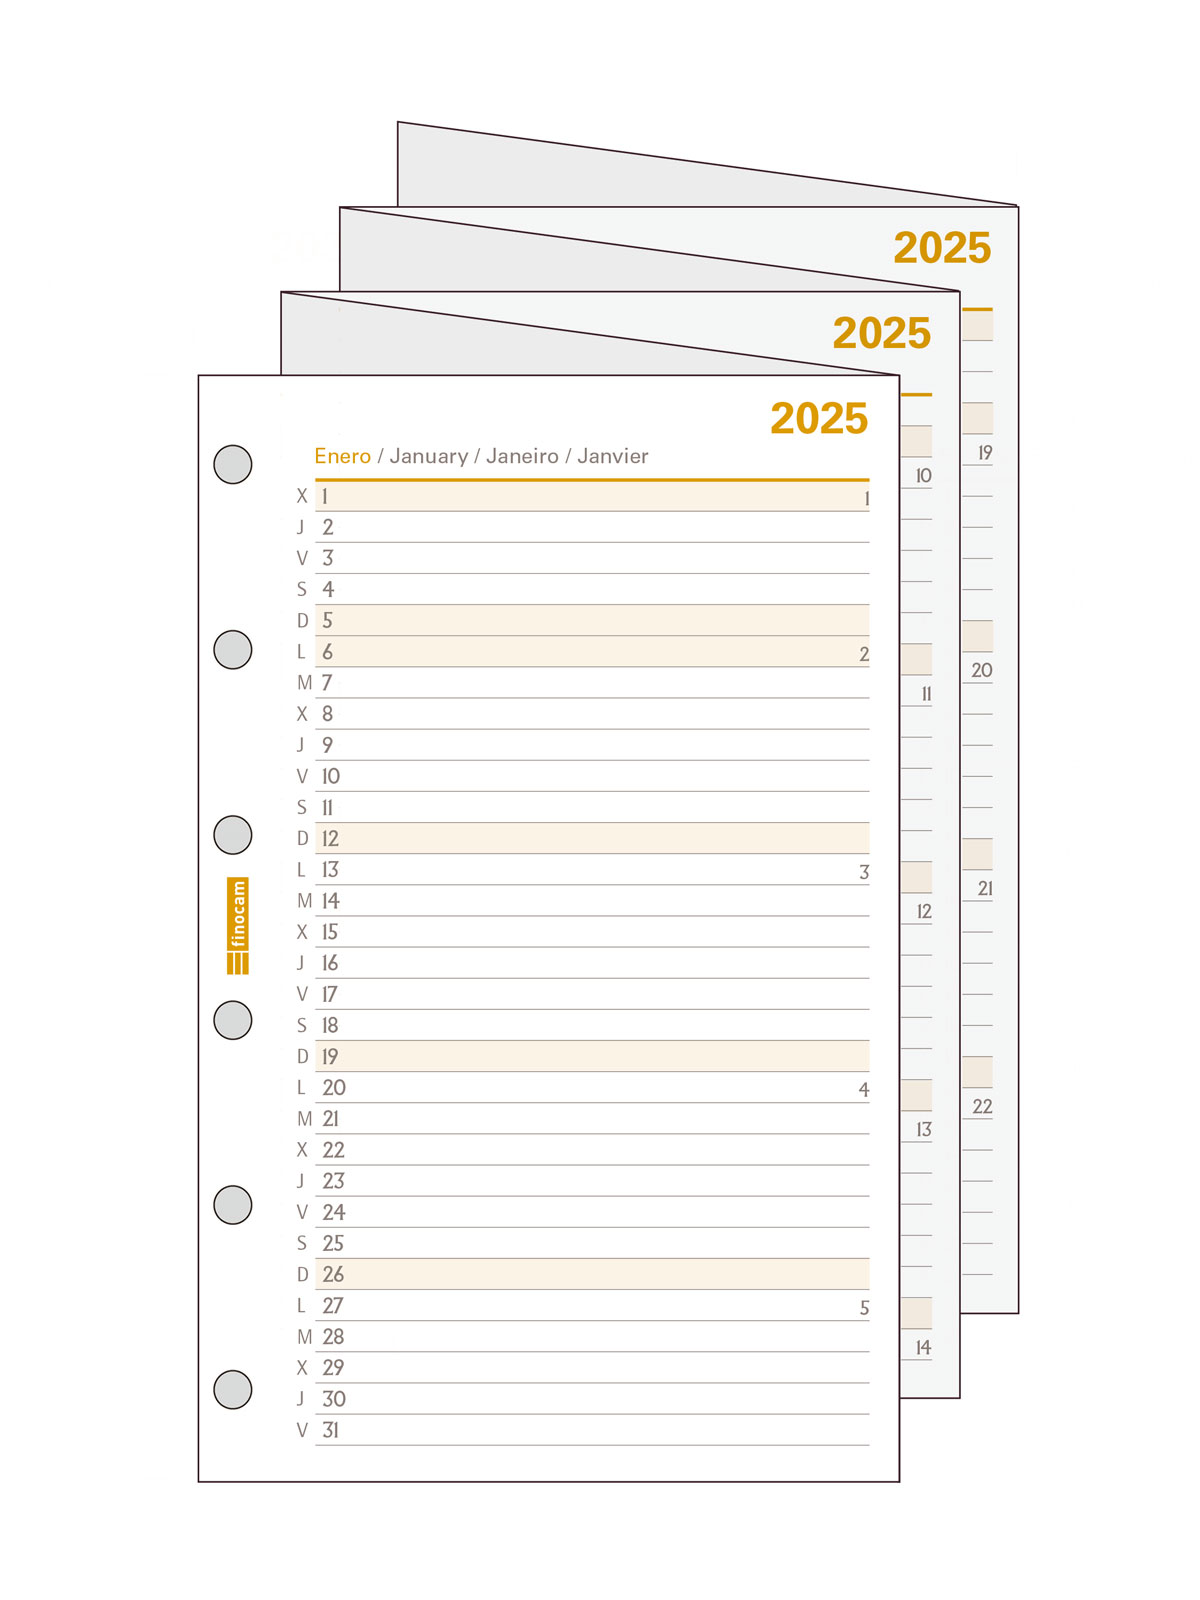 2025
2025
2025
Enero / January / Janeiro / Janvier
X 1 1
J 2
V 3
S 4
D 5
L 6 2
M 7
X 8
J 9
V 10
S 11
D 12
L 13 3
M 14
X 15
J 16
V 17
S 18
D 19
L 20 4
M 21
X 22
J 23
V 24
S 25
D 26
L 27 5
M 28
X 29
J 30
V 31
finocam
10
11
12
13
14
19
20
21
22